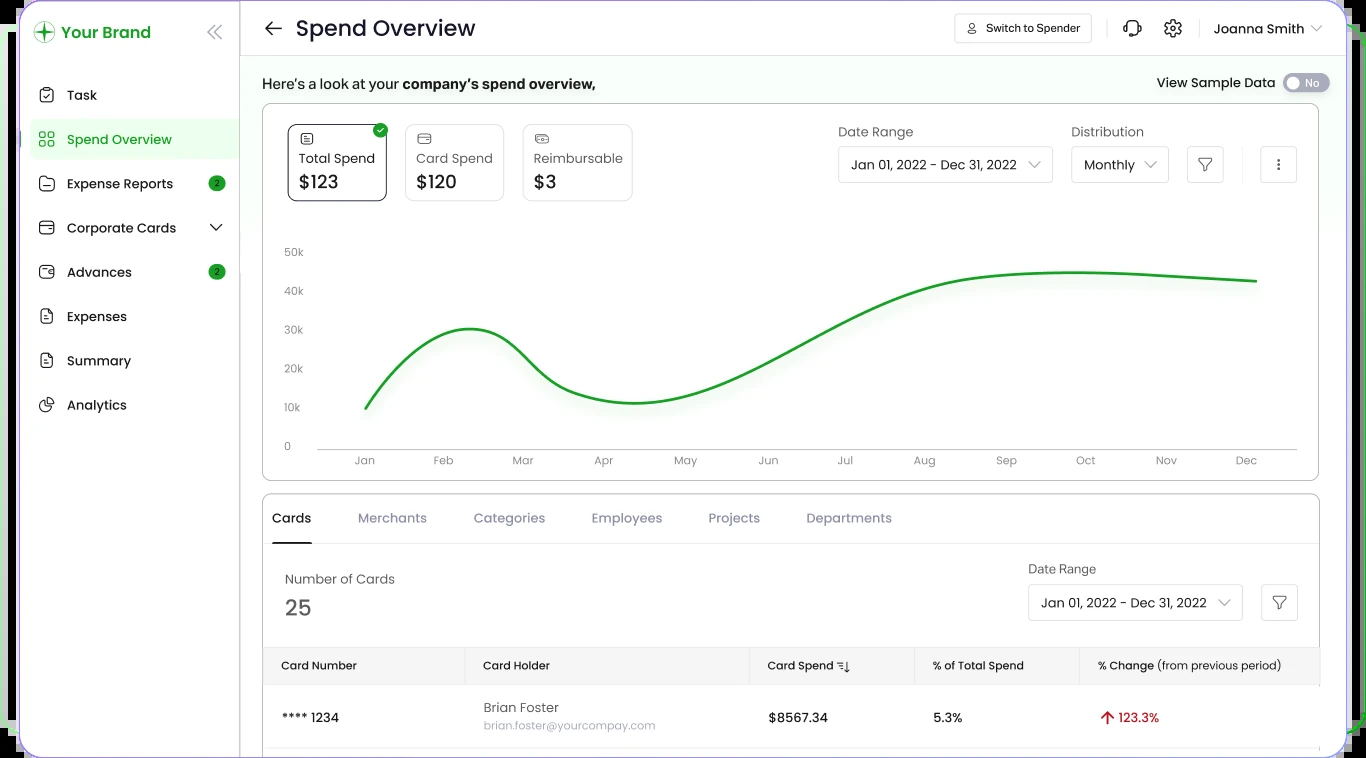 Your Brand
Task
Spend Overview
Expense Reports 2
Corporate Cards
Advances 2
Expenses
Summary
Analytics
Spend Overview
Switch to Spender
Joanna Smith
Here's a look at your company's spend overview,
View Sample Data No
Total Spend
$123
Card Spend
$120
Reimbursable
$3
Date Range
Jan 01, 2022 - Dec 31, 2022
Distribution
Monthly
50k
40k
30k
20k
10k
0
Jan Feb Mar Apr May Jun Jul Aug Sep Oct Nov Dec
Cards Merchants Categories Employees Projects Departments
Number of Cards
25
Date Range
Jan 01, 2022 - Dec 31, 2022
Card Number Card Holder Card Spend % of Total Spend % Change (from previous period)
**** 1234 Brian Foster $8567.34 5.3% 123.3%
brian.foster@yourcompay.com